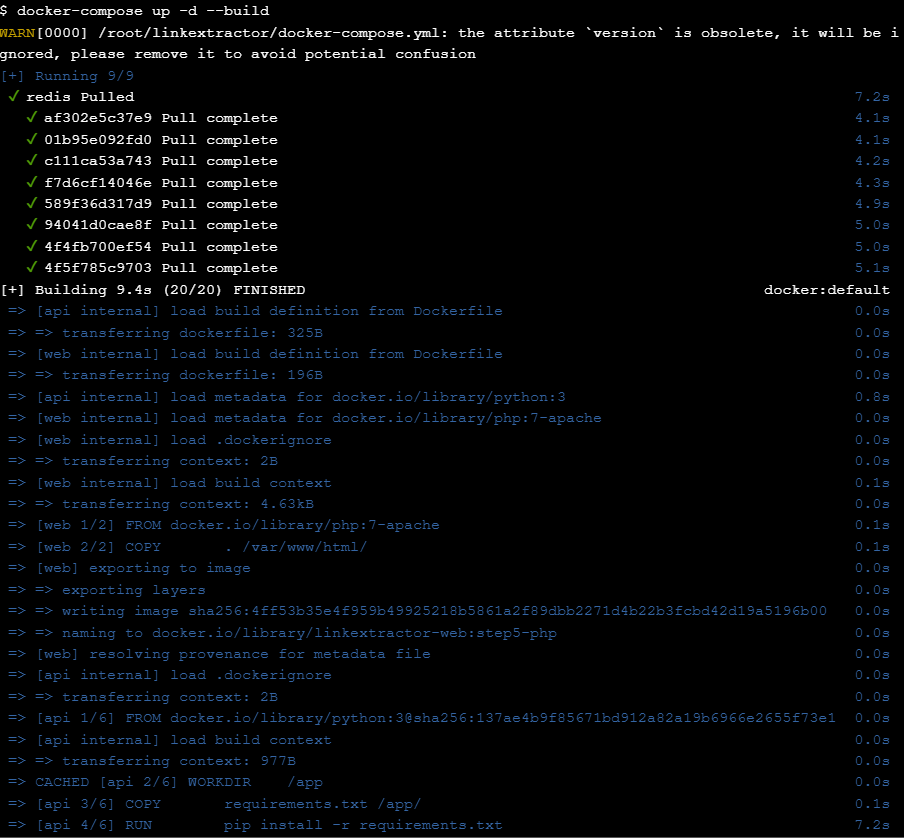 $ docker-compose up -d --build
WARN[0000] /root/linkextractor/docker-compose.yml: the attribute `version` is obsolete, it will be i
gnored, please remove it to avoid potential confusion
[+] Running 9/9
✓ redis Pulled 7.2s
✓ af302e5c37e9 Pull complete 4.1s
✓ 01b95e092fd0 Pull complete 4.1s
✓ c111ca53a743 Pull complete 4.2s
✓ f7d6cf14046e Pull complete 4.3s
✓ 589f36d317d9 Pull complete 4.9s
✓ 94041d0cae8f Pull complete 5.0s
✓ 4f4fb700ef54 Pull complete 5.0s
✓ 4f5f785c9703 Pull complete 5.1s
[+] Building 9.4s (20/20) FINISHED docker:default
=> [api internal] load build definition from Dockerfile 0.0s
=> => transferring dockerfile: 325B 0.0s
=> [web internal] load build definition from Dockerfile 0.0s
=> => transferring dockerfile: 196B 0.0s
=> [api internal] load metadata for docker.io/library/python:3 0.8s
=> [web internal] load metadata for docker.io/library/php:7-apache 0.0s
=> [web internal] load .dockerignore 0.0s
=> => transferring context: 2B 0.0s
=> [web internal] load build context 0.1s
=> => transferring context: 4.63kB 0.0s
=> [web 1/2] FROM docker.io/library/php:7-apache 0.1s
=> [web 2/2] COPY . /var/www/html/ 0.1s
=> [web] exporting to image 0.0s
=> => exporting layers 0.0s
=> => writing image sha256:4ff53b35e4f959b49925218b5861a2f89dbb2271d4b22b3fcbd42d19a5196b00 0.0s
=> => naming to docker.io/library/linkextractor-web:step5-php 0.0s
=> [web] resolving provenance for metadata file 0.0s
=> [api internal] load .dockerignore 0.0s
=> => transferring context: 2B 0.0s
=> [api 1/6] FROM docker.io/library/python:3@sha256:137ae4b9f85671bd912a82a19b6966e2655f73e1 0.0s
=> [api internal] load build context 0.0s
=> => transferring context: 977B 0.0s
=> CACHED [api 2/6] WORKDIR /app 0.0s
=> [api 3/6] COPY requirements.txt /app/ 0.1s
=> [api 4/6] RUN pip install -r requirements.txt 7.2s